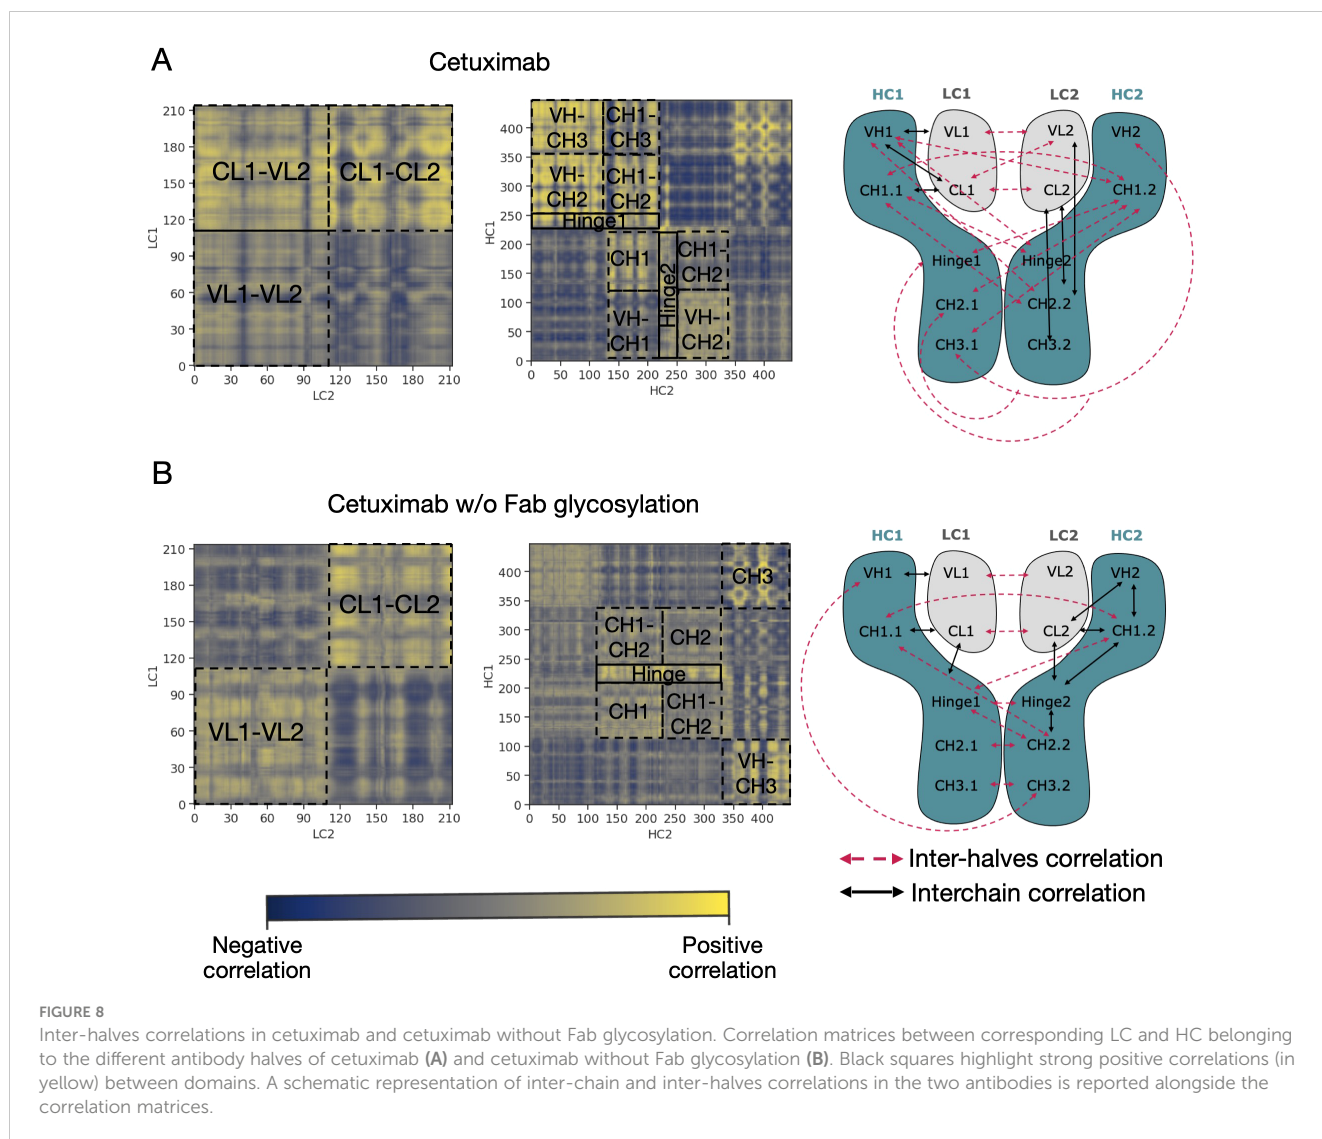 A
Cetuximab
210
180
150
120
90
60
30
0
LC1
CL1-VL2
CL1-CL2
VL1-VL2
0 30 60 90 120 150 180 210
LC2
400
350
300
250
200
150
100
50
0
HC1
VH-
CH3
CH1-
CH3
VH-
CH2
CH1-
CH2
Hinge1
CH1
Hinge2
CH1-
CH2
VH-
CH1
VH-
CH2
0 50 100 150 200 250 300 350 400
HC2
HC1 LC1 LC2 HC2
VH1 VL1 VL2 VH2
CH1.1 CL1 CL2 CH1.2
Hinge1 Hinge2
CH2.1 CH2.2
CH3.1 CH3.2
B
Cetuximab w/o Fab glycosylation
210
180
150
120
90
60
30
0
LC1
CL1-CL2
VL1-VL2
0 30 60 90 120 150 180 210
LC2
400
350
300
250
200
150
100
50
0
HC1
CH3
CH1-
CH2
CH2
Hinge
CH1
CH1-
CH2
VH-
CH3
0 50 100 150 200 250 300 350 400
HC2
HC1 LC1 LC2 HC2
VH1 VL1 VL2 VH2
CH1.1 CL1 CL2 CH1.2
Hinge1 Hinge2
CH2.1 CH2.2
CH3.1 CH3.2
Inter-halves correlation
Interchain correlation
Negative
correlation
Positive
correlation
FIGURE 8
Inter-halves correlations in cetuximab and cetuximab without Fab glycosylation. Correlation matrices between corresponding LC and HC belonging
to the different antibody halves of cetuximab (A) and cetuximab without Fab glycosylation (B). Black squares highlight strong positive correlations (in
yellow) between domains. A schematic representation of inter-chain and inter-halves correlations in the two antibodies is reported alongside the
correlation matrices.